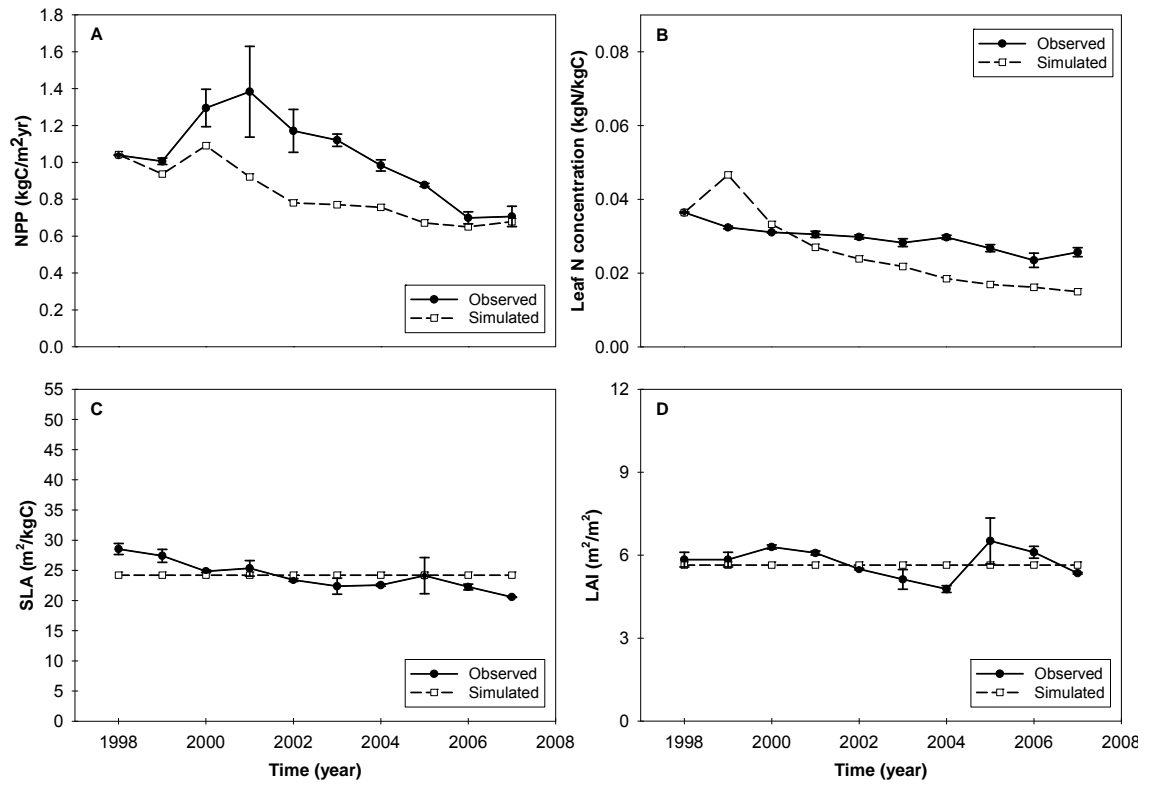 A
NPP (kgC/m²yr)
1.8
1.6
1.4
1.2
1.0
0.8
0.6
0.4
0.2
0.0
Observed
Simulated
B
Leaf N concentration (kgN/kgC)
0.08
0.06
0.04
0.02
0.00
Observed
Simulated
C
SLA (m²/kgC)
55
50
45
40
35
30
25
20
15
10
5
0
Observed
Simulated
1998 2000 2002 2004 2006 2008
Time (year)
D
LAI (m²/m²)
12
9
6
3
0
Observed
Simulated
1998 2000 2002 2004 2006 2008
Time (year)